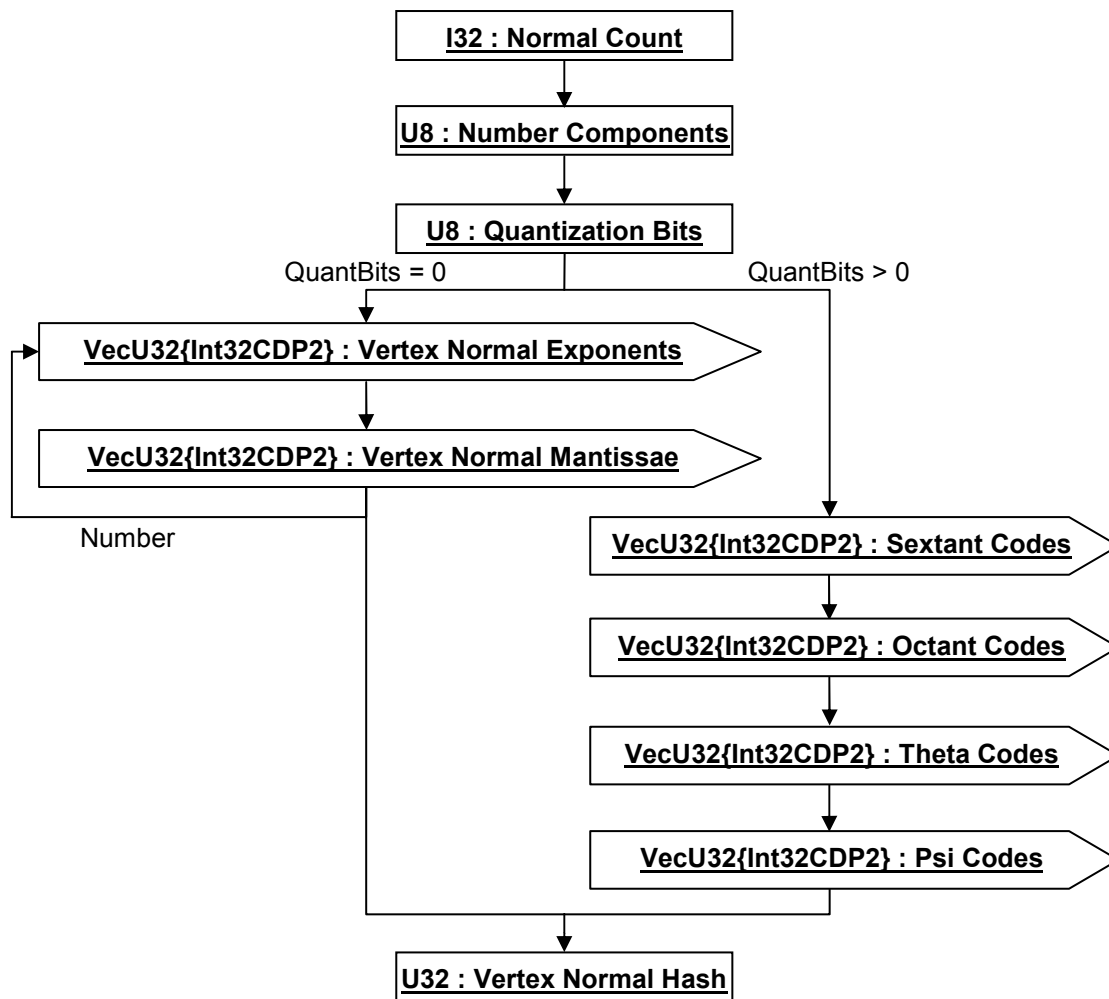 I32 : Normal Count
U8 : Number Components
U8 : Quantization Bits
QuantBits = 0
QuantBits > 0
VecU32{Int32CDP2} : Vertex Normal Exponents
VecU32{Int32CDP2} : Vertex Normal Mantissae
Number
VecU32{Int32CDP2} : Sextant Codes
VecU32{Int32CDP2} : Octant Codes
VecU32{Int32CDP2} : Theta Codes
VecU32{Int32CDP2} : Psi Codes
U32 : Vertex Normal Hash